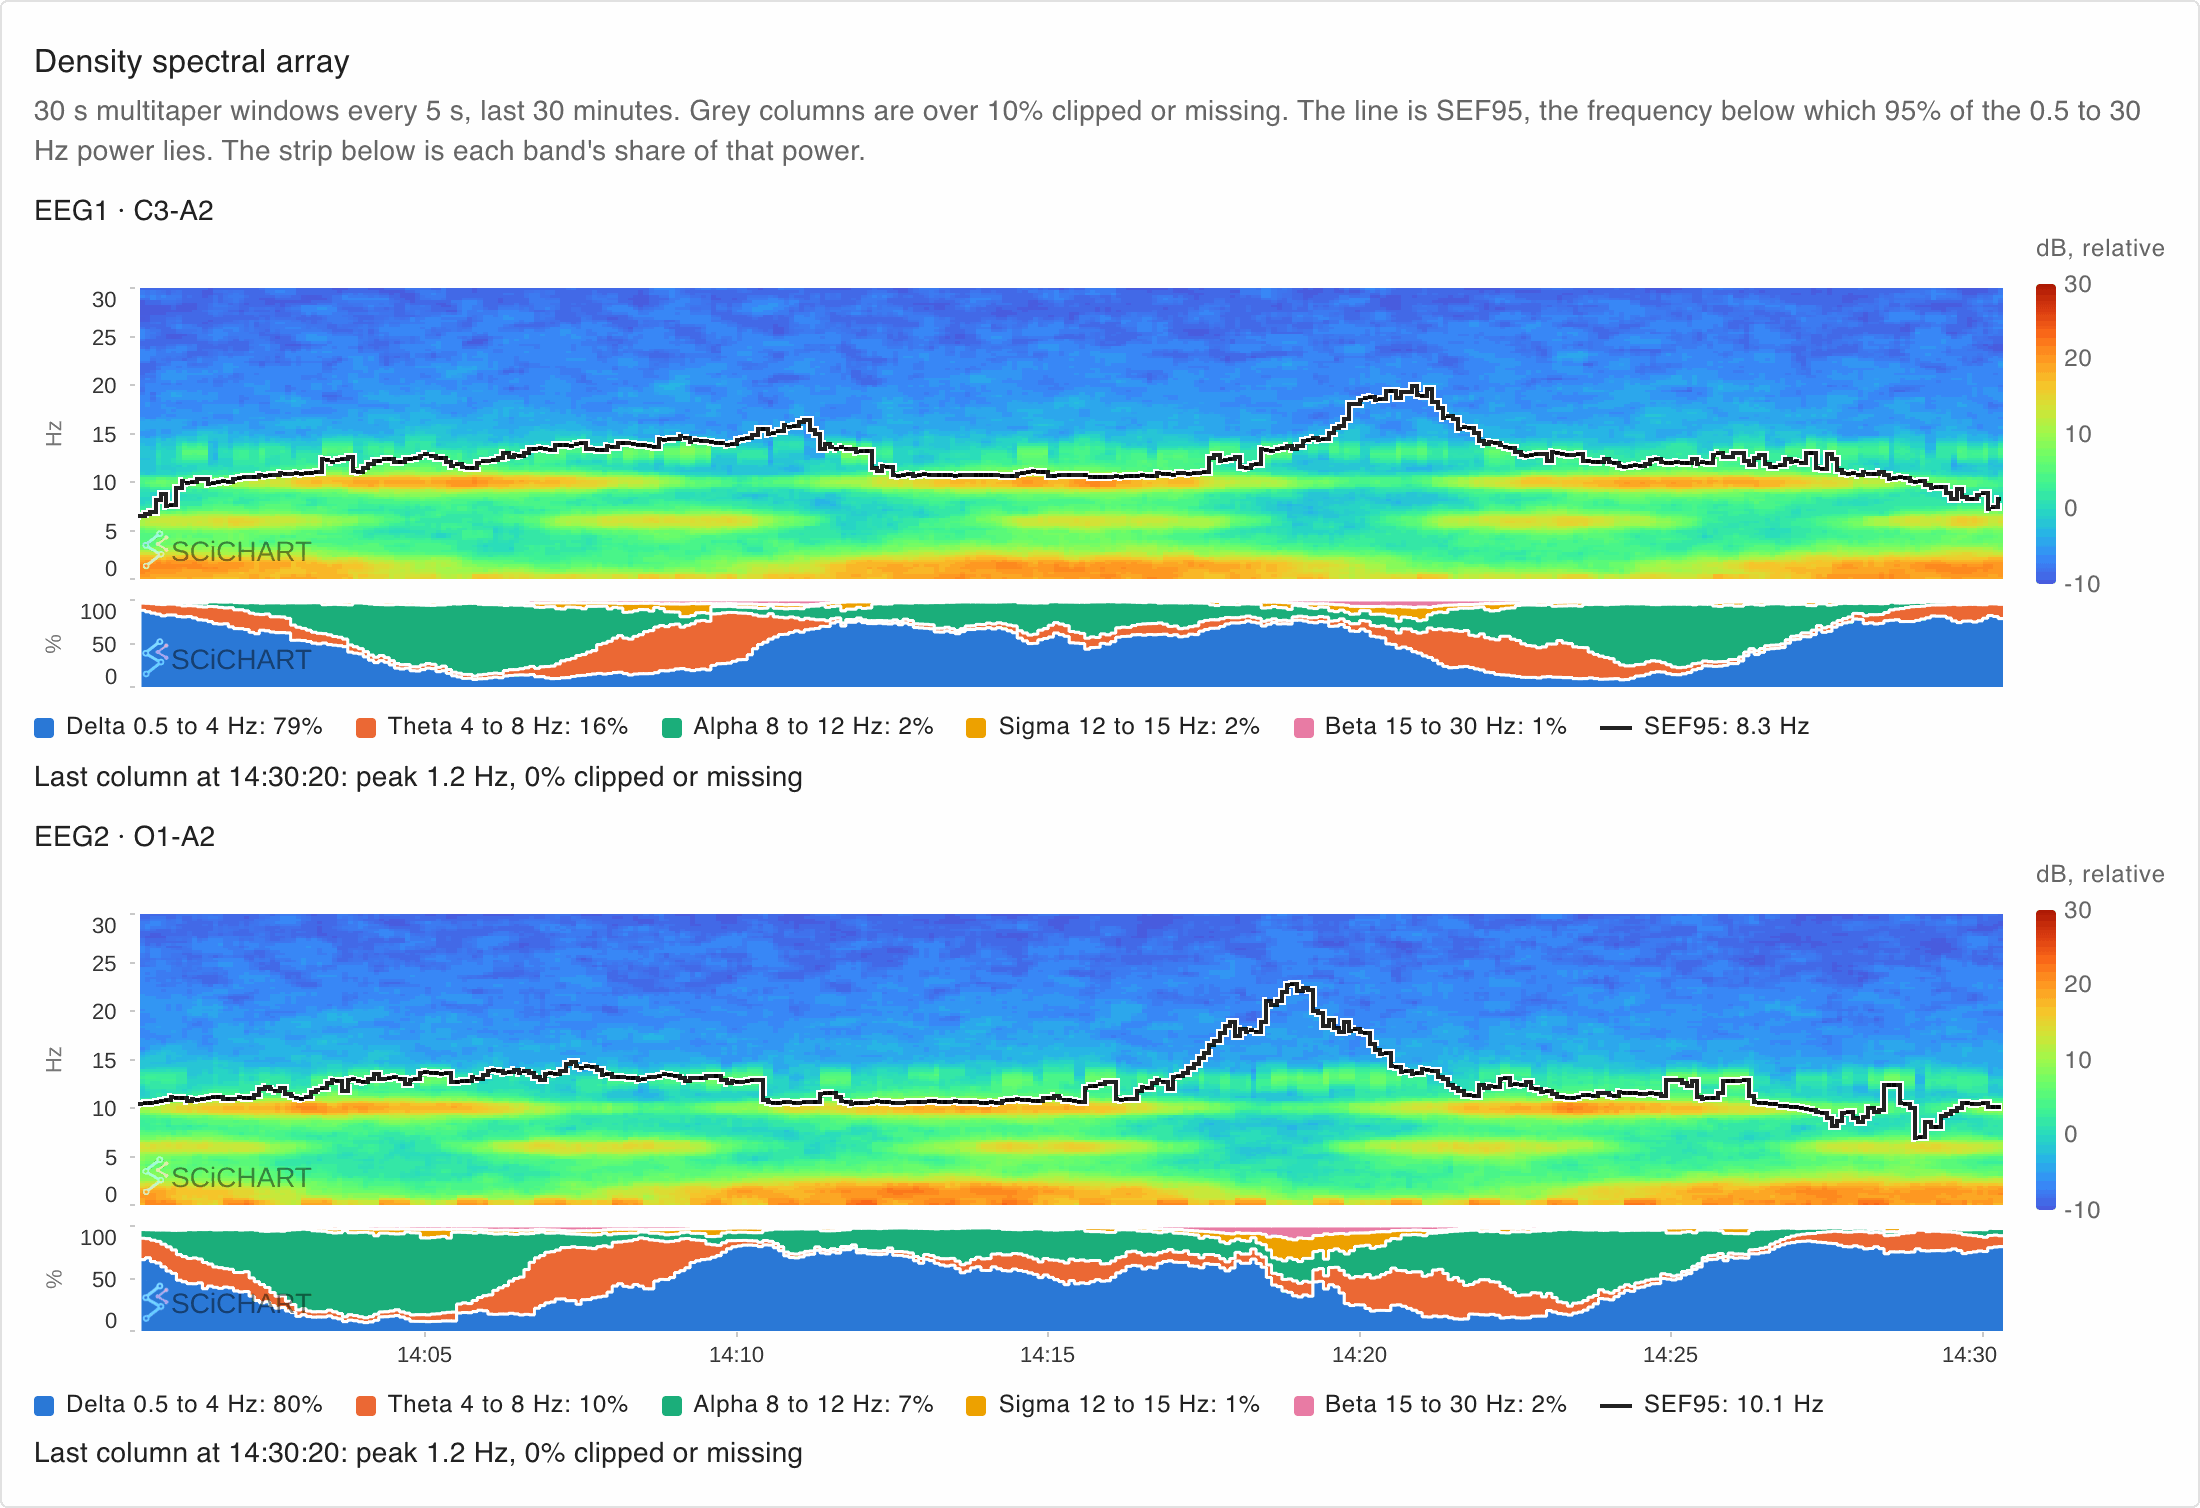 Density spectral array
30 s multitaper windows every 5 s, last 30 minutes. Grey columns are over 10% clipped or missing. The line is SEF95, the frequency below which 95% of the 0.5 to 30
Hz power lies. The strip below is each band's share of that power.
EEG1 · C3-A2
dB, relative
30
25
20
15
10
5
0
Hz
SCiCHART
30
20
10
0
-10
100
50
0
%
SCiCHART
Delta 0.5 to 4 Hz: 79% Theta 4 to 8 Hz: 16% Alpha 8 to 12 Hz: 2% Sigma 12 to 15 Hz: 2% Beta 15 to 30 Hz: 1% SEF95: 8.3 Hz
Last column at 14:30:20: peak 1.2 Hz, 0% clipped or missing
EEG2 · O1-A2
dB, relative
30
25
20
15
10
5
0
Hz
SCiCHART
30
20
10
0
-10
100
50
0
%
SCiCHART
14:05 14:10 14:15 14:20 14:25 14:30
Delta 0.5 to 4 Hz: 80% Theta 4 to 8 Hz: 10% Alpha 8 to 12 Hz: 7% Sigma 12 to 15 Hz: 1% Beta 15 to 30 Hz: 2% SEF95: 10.1 Hz
Last column at 14:30:20: peak 1.2 Hz, 0% clipped or missing